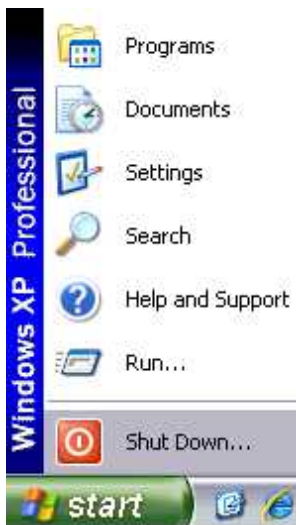 Windows XP Professional
Programs
Documents
Settings
Search
Help and Support
Run...
Shut Down...
start